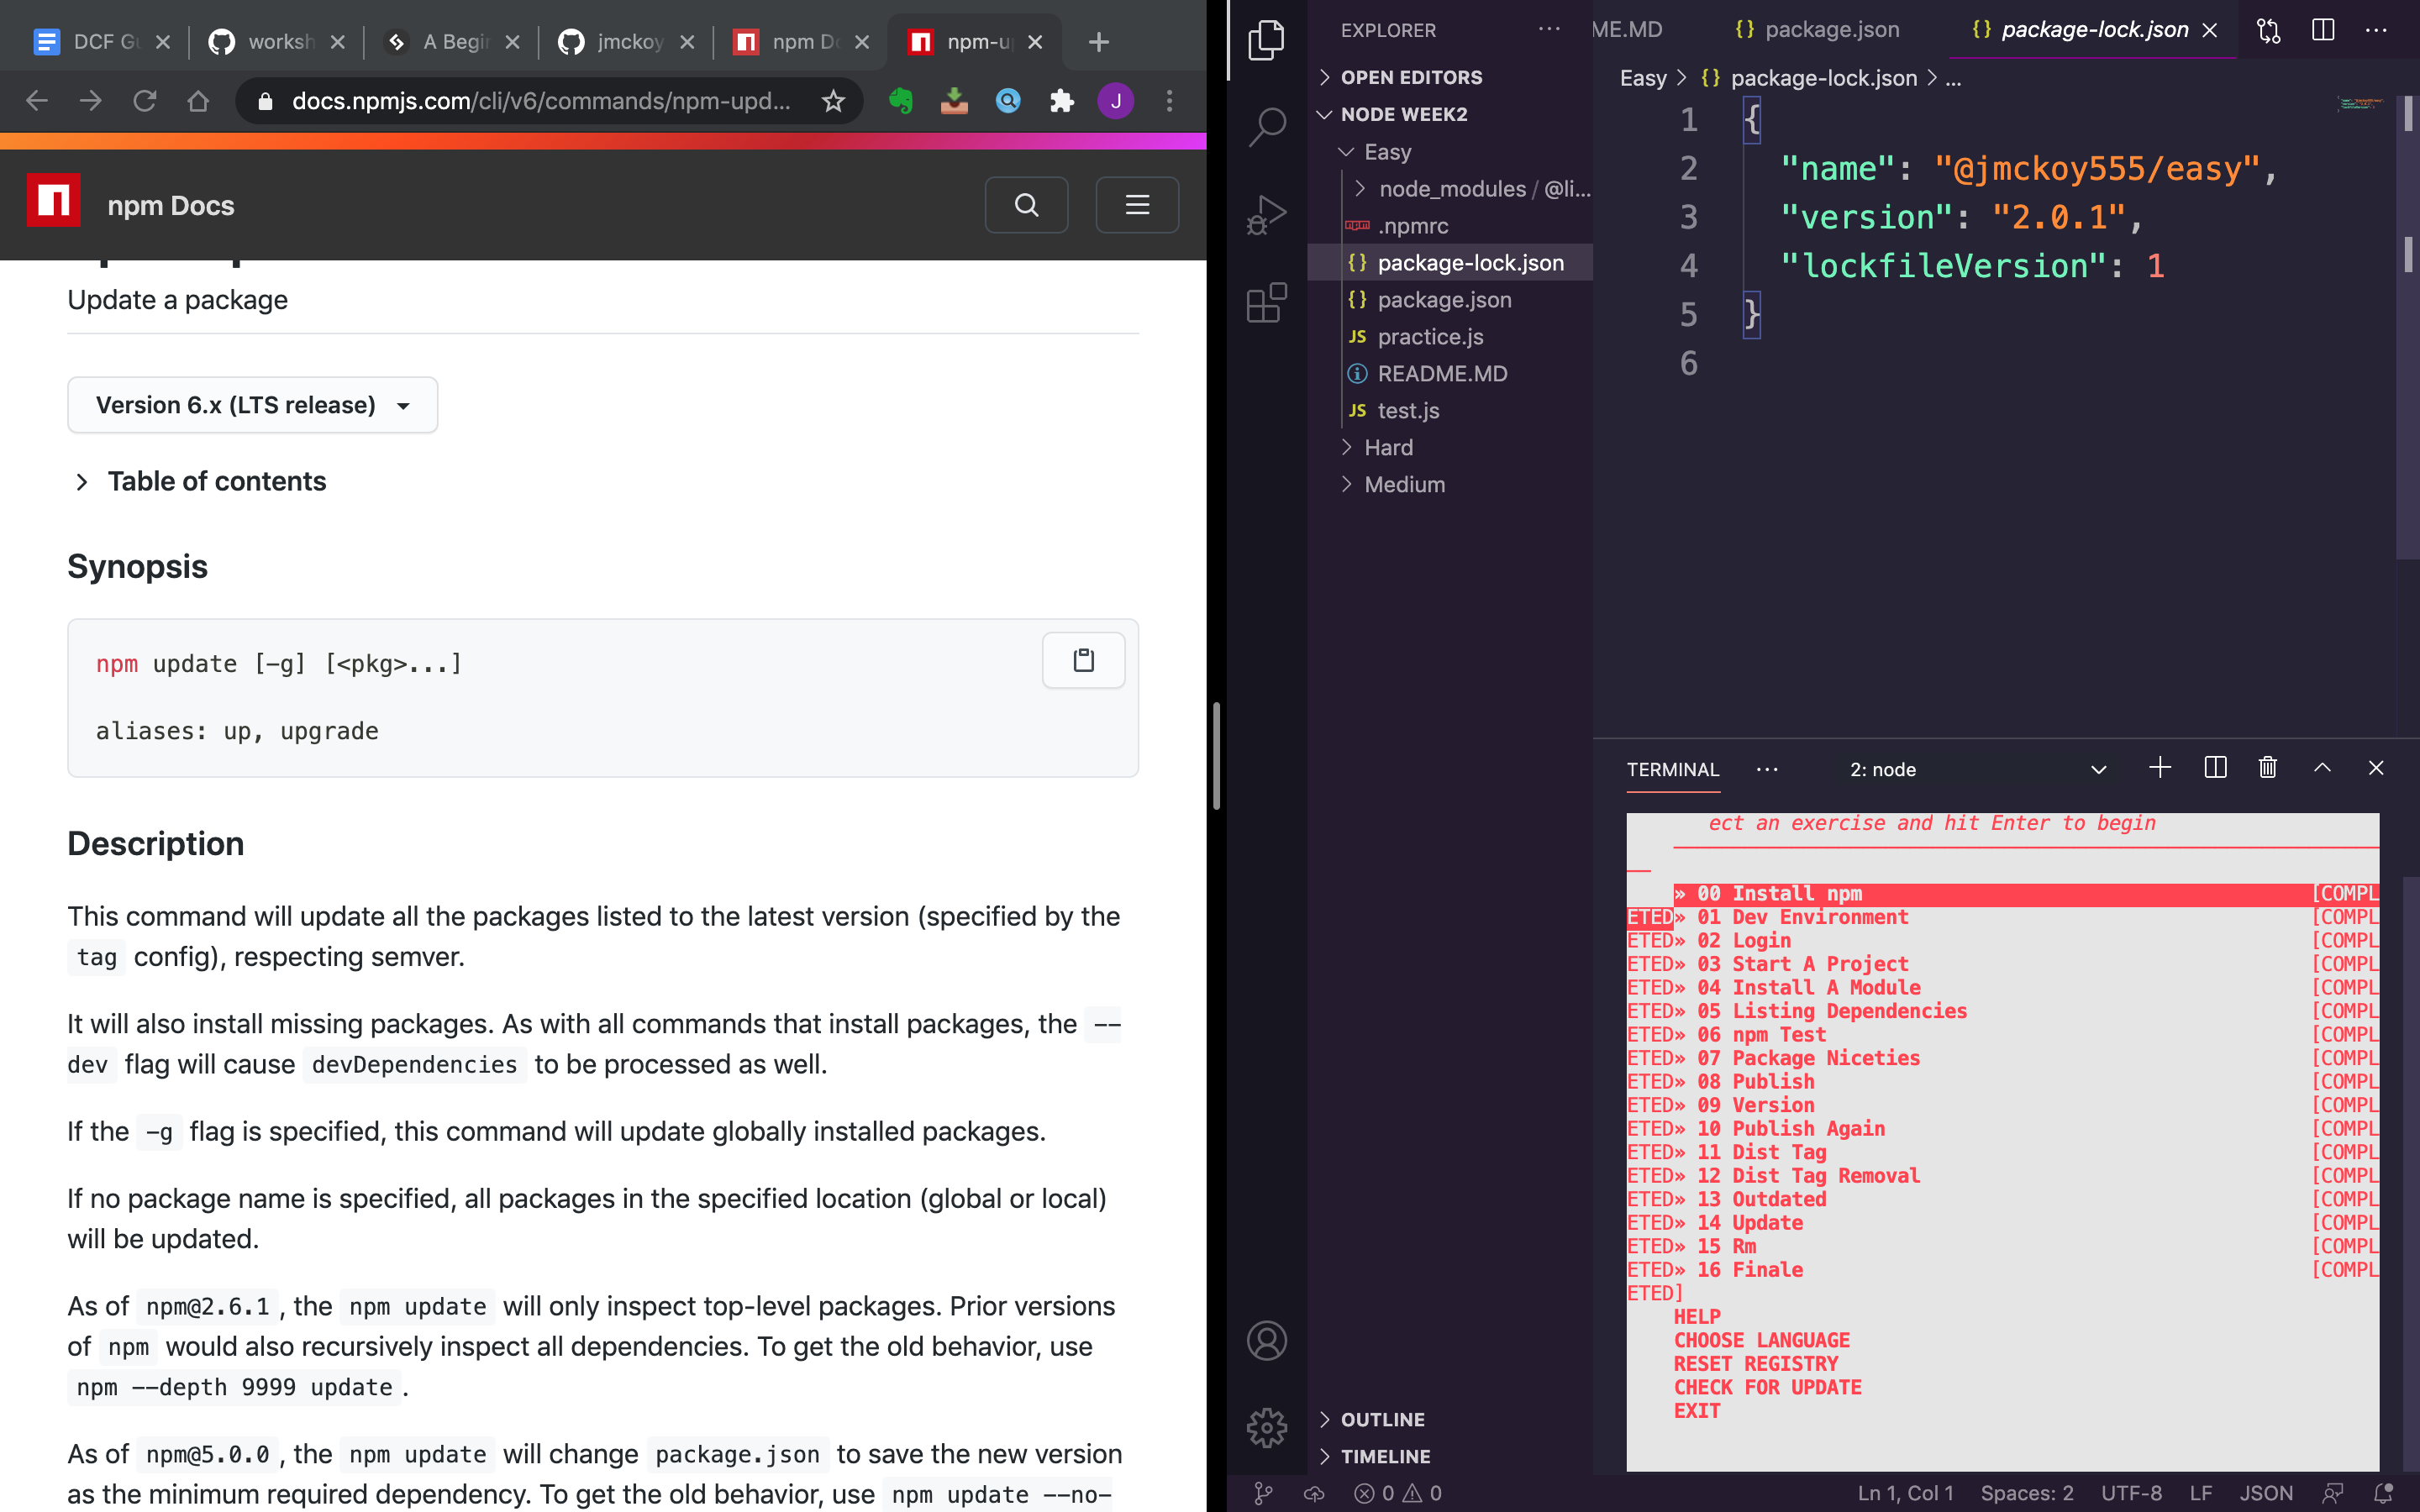 DCF Gu
worksh
A Begin
jmckoy
npm Do
npm-up
docs.npmjs.com/cli/v6/commands/npm-upd...
J
npm Docs
Update a package
Version 6.x (LTS release)
Table of contents
Synopsis
npm update [-g] [<pkg>...]
aliases: up, upgrade
Description
This command will update all the packages listed to the latest version (specified by the
tag config), respecting semver.
It will also install missing packages. As with all commands that install packages, the --
dev flag will cause devDependencies to be processed as well.
If the -g flag is specified, this command will update globally installed packages.
If no package name is specified, all packages in the specified location (global or local)
will be updated.
As of npm@2.6.1, the npm update will only inspect top-level packages. Prior versions
of npm would also recursively inspect all dependencies. To get the old behavior, use
npm --depth 9999 update.
As of npm@5.0.0, the npm update will change package.json to save the new version
as the minimum required dependency. To get the old behavior, use npm update --no-
EXPLORER
OPEN EDITORS
NODE WEEK2
Easy
node_modules / @li...
.npmrc
{} package-lock.json
{} package.json
JS practice.js
README.MD
JS test.js
Hard
Medium
OUTLINE
TIMELINE
ME.MD
{} package.json
{} package-lock.json
Easy > {} package-lock.json > ...
1 {
2 "name": "@jmckoy555/easy",
3 "version": "2.0.1",
4 "lockfileVersion": 1
5 }
6
TERMINAL
2: node
ect an exercise and hit Enter to begin
» 00 Install npm [COMPL
ETED» 01 Dev Environment [COMPL
ETED» 02 Login [COMPL
ETED» 03 Start A Project [COMPL
ETED» 04 Install A Module [COMPL
ETED» 05 Listing Dependencies [COMPL
ETED» 06 npm Test [COMPL
ETED» 07 Package Niceties [COMPL
ETED» 08 Publish [COMPL
ETED» 09 Version [COMPL
ETED» 10 Publish Again [COMPL
ETED» 11 Dist Tag [COMPL
ETED» 12 Dist Tag Removal [COMPL
ETED» 13 Outdated [COMPL
ETED» 14 Update [COMPL
ETED» 15 Rm [COMPL
ETED» 16 Finale [COMPL
ETED]
HELP
CHOOSE LANGUAGE
RESET REGISTRY
CHECK FOR UPDATE
EXIT
0 0
Ln 1, Col 1
Spaces: 2
UTF-8
LF
JSON